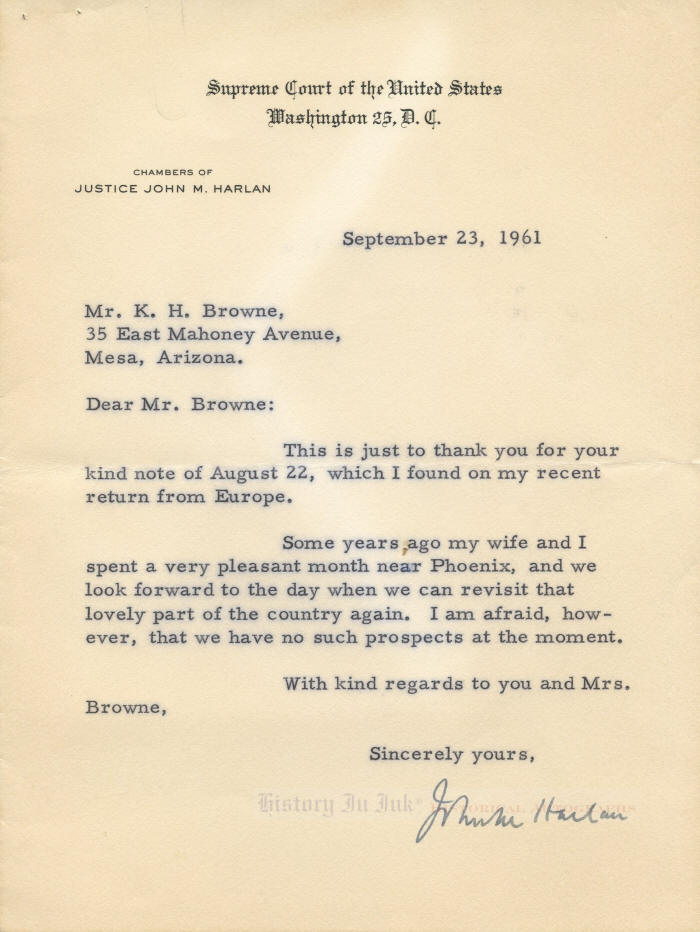 Supreme Court of the United States
Washington 25, D. C.
CHAMBERS OF
JUSTICE JOHN M. HARLAN
September 23, 1961
Mr. K. H. Browne,
35 East Mahoney Avenue,
Mesa, Arizona.
Dear Mr. Browne:
This is just to thank you for your
kind note of August 22, which I found on my recent
return from Europe.
Some years ago my wife and I
spent a very pleasant month near Phoenix, and we
look forward to the day when we can revisit that
lovely part of the country again. I am afraid, how-
ever, that we have no such prospects at the moment.
With kind regards to you and Mrs.
Browne,
Sincerely yours,
History In Ink® HISTORICAL AUTOGRAPHS
John M Harlan